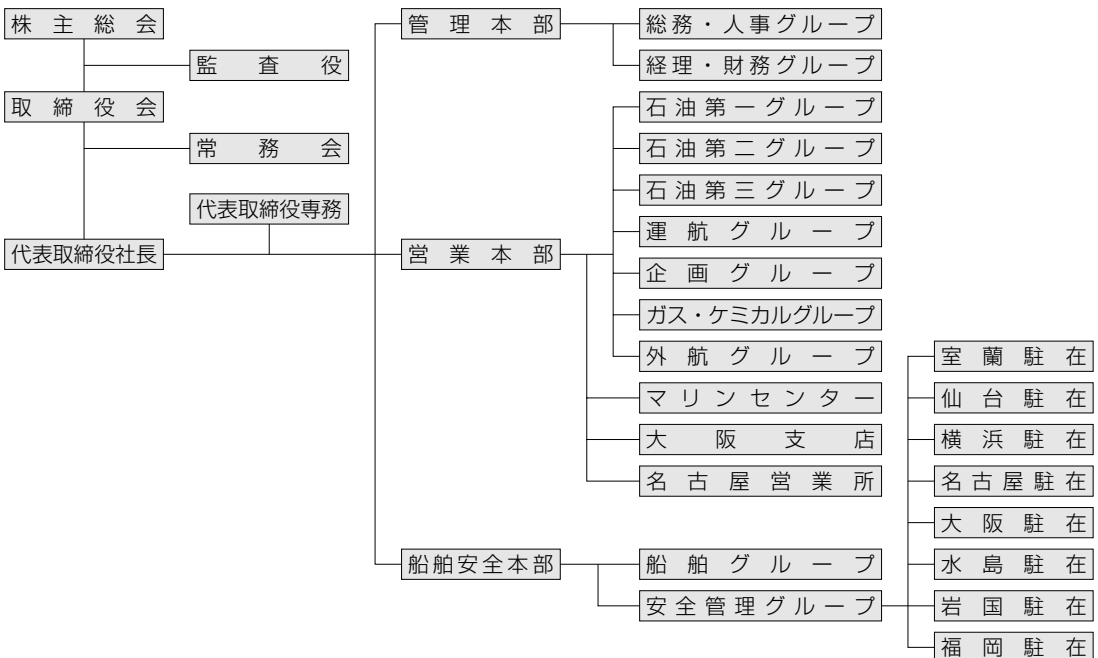 株主総会
監査役
取締役会
常務会
代表取締役専務
代表取締役社長
管理本部
総務・人事グループ
経理・財務グループ
営業本部
石油第一グループ
石油第二グループ
石油第三グループ
運航グループ
企画グループ
ガス・ケミカルグループ
外航グループ
マリンセンター
大阪支店
名古屋営業所
船舶安全本部
船舶グループ
安全管理グループ
室蘭駐在
仙台駐在
横浜駐在
名古屋駐在
大阪駐在
水島駐在
岩国駐在
福岡駐在